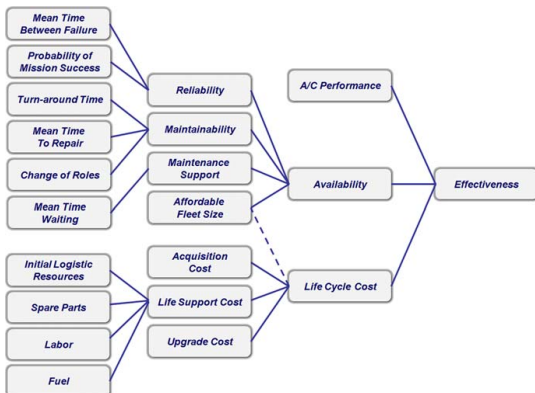 Mean Time
Between Failure
Probability of
Mission Success
Turn-around Time
Mean Time
To Repair
Change of Roles
Mean Time
Waiting
Initial Logistic
Resources
Spare Parts
Labor
Fuel
Reliability
Maintainability
Maintenance
Support
Affordable
Fleet Size
Acquisition
Cost
Life Support Cost
Upgrade Cost
A/C Performance
Availability
Life Cycle Cost
Effectiveness